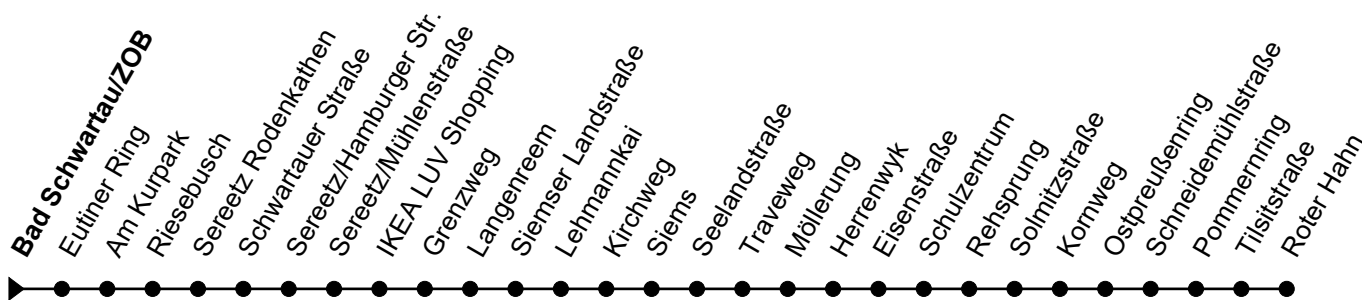 Bad Schwartau/ZOB
Eutiner Ring
Am Kurpark
Riesebusch
Sereetz Rodenkathen
Schwartauer Straße
Sereetz/Hamburger Str.
Sereetz/Mühlenstraße
IKEA LUV Shopping
Grenzweg
Langenreem
Siemser Landstraße
Lehmannkai
Kirchweg
Siems
Seelandstraße
Traveweg
Möllerung
Herrenwyk
Eisenstraße
Schulzentrum
Rehsprung
Solmitzstraße
Kornweg
Ostpreußenring
Schneidemühlstraße
Pommernring
Tilsitstraße
Roter Hahn